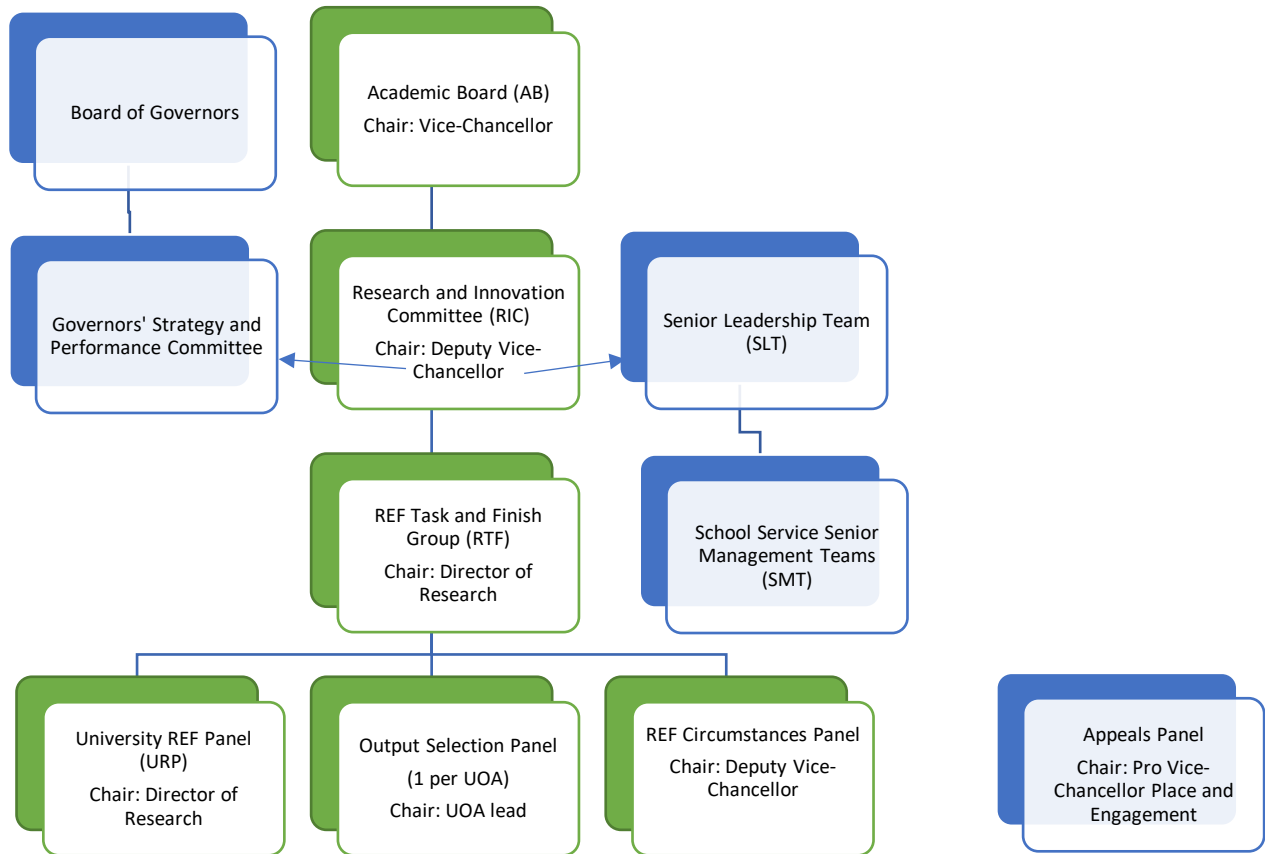 Board of Governors
Academic Board (AB)
Chair: Vice-Chancellor
Governors' Strategy and
Performance Committee
Research and Innovation
Committee (RIC)
Chair: Deputy Vice-
Chancellor
Senior Leadership Team
(SLT)
REF Task and Finish
Group (RTF)
Chair: Director of
Research
School Service Senior
Management Teams
(SMT)
University REF Panel
(URP)
Chair: Director of
Research
Output Selection Panel
(1 per UOA)
Chair: UOA lead
REF Circumstances Panel
Chair: Deputy Vice-
Chancellor
Appeals Panel
Chair: Pro Vice-
Chancellor Place and
Engagement